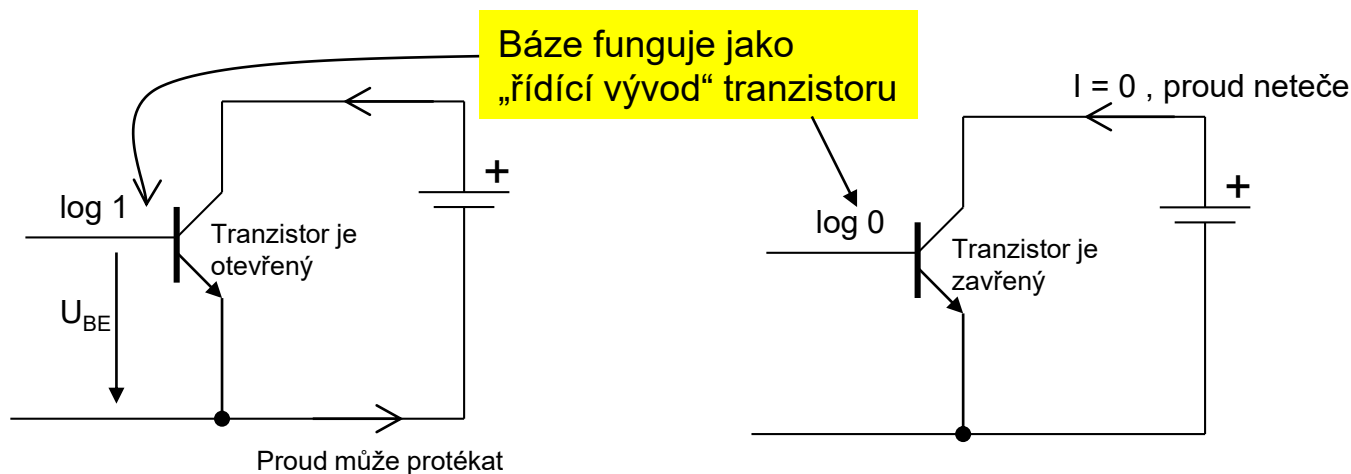 Báze funguje jako
„řídící vývod“ tranzistoru
I = 0 , proud neteče
+
log 1
Tranzistor je
otevřený
UBE
Proud může protékat
+
log 0
Tranzistor je
zavřený